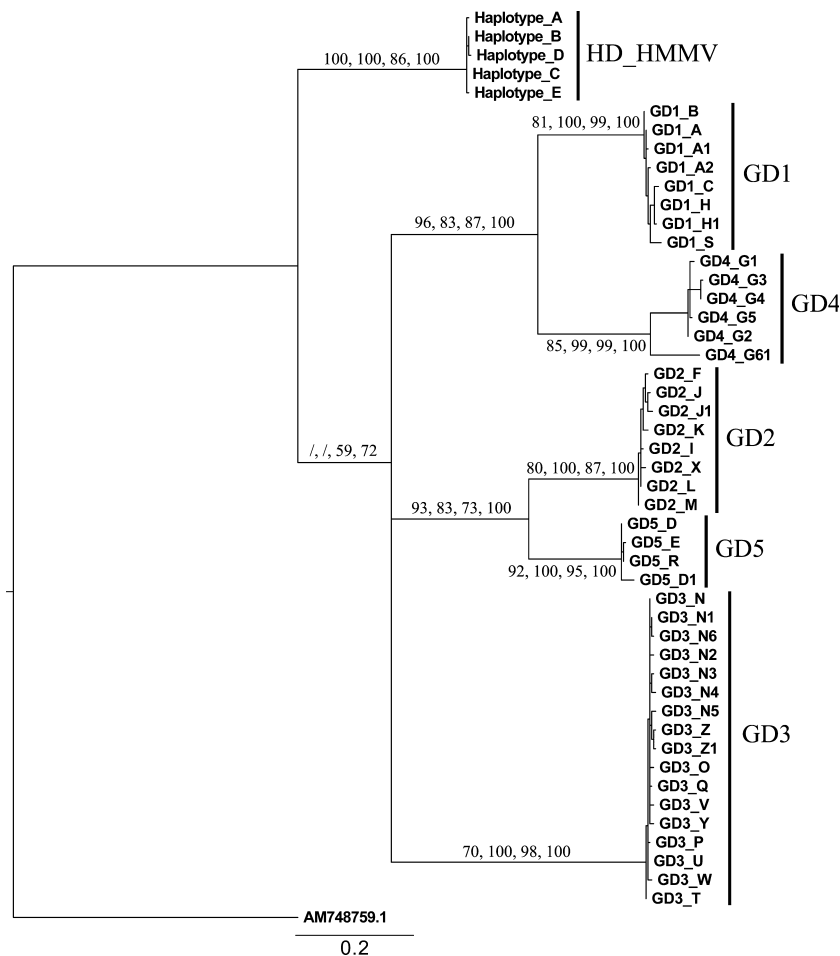 Haplotype_A
Haplotype_B
100, 100, 86, 100
Haplotype_D
HD_HMMV
Haplotype_C
Haplotype_E
GD1_B
81, 100, 99, 100
GD1_A
GD1_A1
GD1_A2
GD1
GD1_C
GD1_H
96, 83, 87, 100
GD1_H1
GD1_S
GD4_G1
GD4_G3
GD4_G4
GD4
GD4_G5
GD4_G2
85, 99, 99, 100
GD4_G61
GD2_F
GD2_J
GD2_J1
GD2_K
GD2
/, /, 59, 72
GD2_I
80, 100, 87, 100
GD2_X
GD2_L
GD2_M
93, 83, 73, 100
GD5_D
GD5_E
GD5
GD5_R
92, 100, 95, 100
GD5_D1
GD3_N
GD3_N1
GD3_N6
GD3_N2
GD3_N3
GD3_N4
GD3_N5
GD3_Z
GD3
GD3_Z1
GD3_O
GD3_Q
GD3_V
GD3_Y
GD3_P
70, 100, 98, 100
GD3_U
GD3_W
GD3_T
AM748759.1
0.2